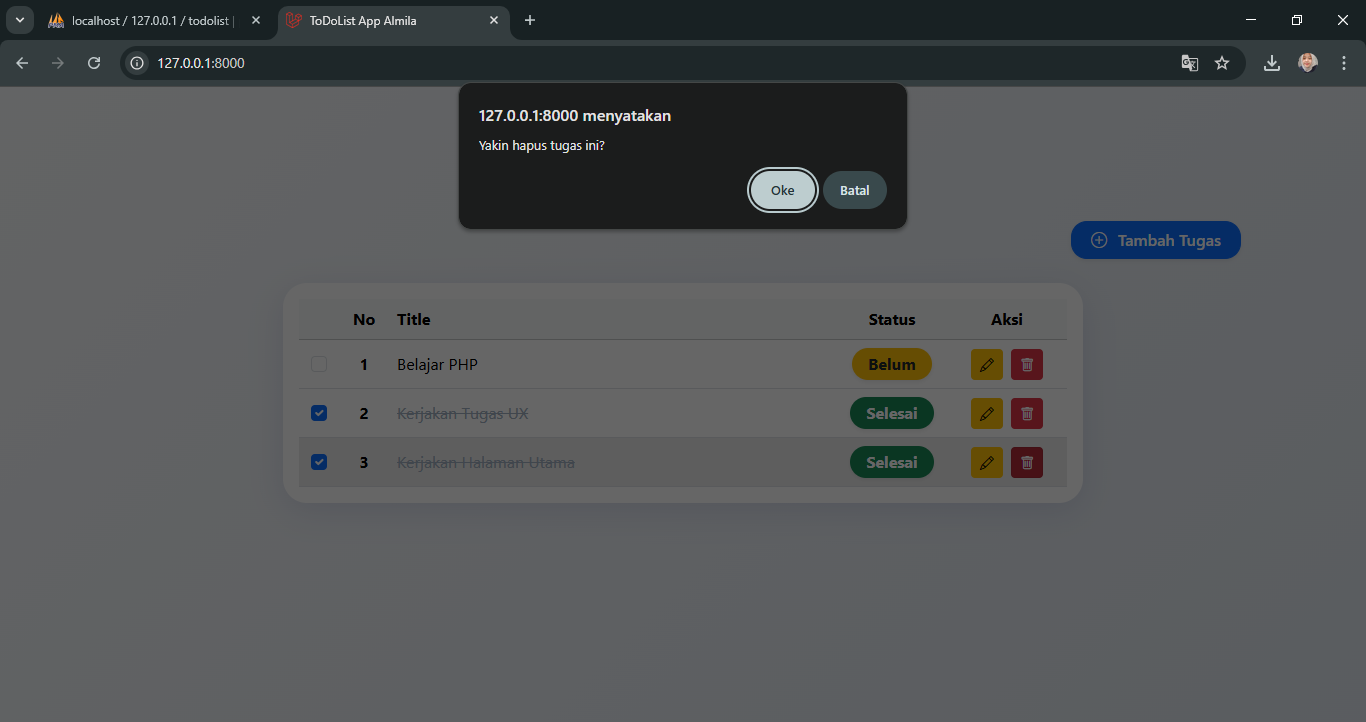 localhost / 127.0.0.1 / todolist |
ToDoList App Almila
127.0.0.1:8000
127.0.0.1:8000 menyatakan
Yakin hapus tugas ini?
Oke
Batal
Tambah Tugas
No Title Status Aksi
1 Belajar PHP Belum
2 Kerjakan Tugas UX Selesai
3 Kerjakan Halaman Utama Selesai